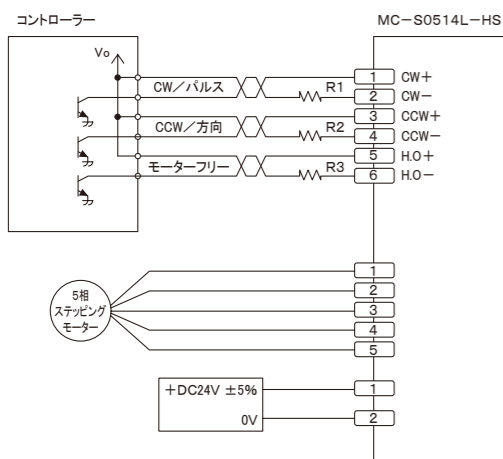 コントローラー
MC-S0514L-HS
Vo
CW/パルス
R1
1 CW+
2 CW-
CCW/方向
R2
3 CCW+
4 CCW-
モーターフリー
R3
5 H.O+
6 H.O-
5相
ステッピング
モーター
1
2
3
4
5
+DC24V ±5%
0V
1
2